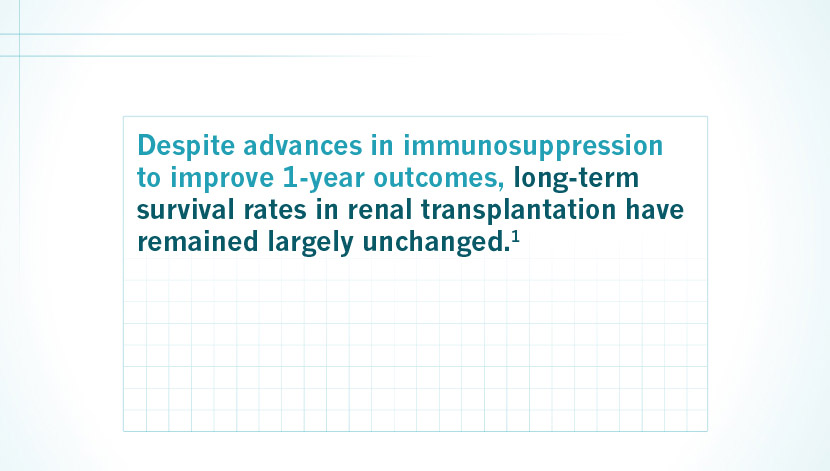 Despite advances in immunosuppression
to improve 1-year outcomes, long-term
survival rates in renal transplantation have
remained largely unchanged.¹